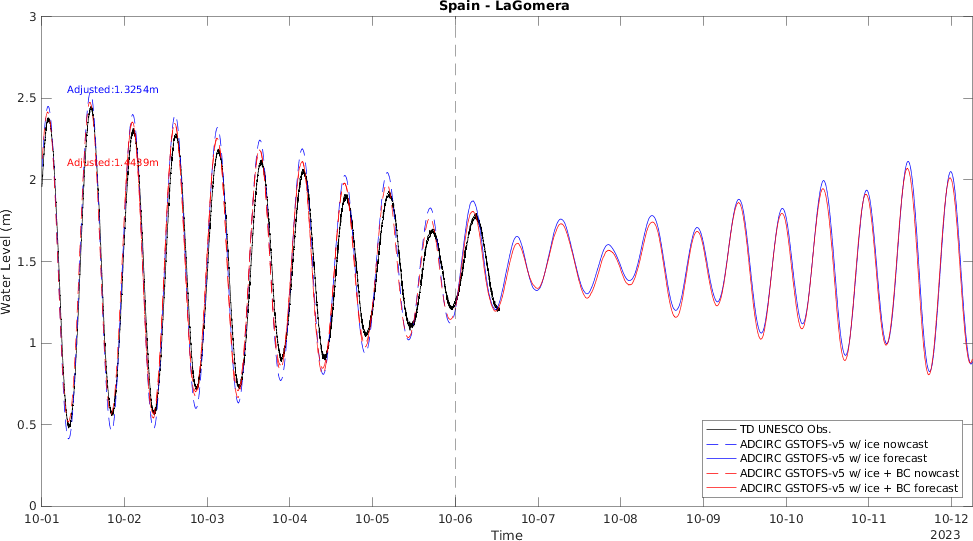 Spain - LaGomera
3
2.5
2
1.5
1
0.5
0
Water Level (m)
Adjusted:1.3254m
Adjusted:1.4439m
TD UNESCO Obs.
ADCIRC GSTOFS-v5 w/ ice nowcast
ADCIRC GSTOFS-v5 w/ ice forecast
ADCIRC GSTOFS-v5 w/ ice + BC nowcast
ADCIRC GSTOFS-v5 w/ ice + BC forecast
10-01 10-02 10-03 10-04 10-05 10-06 10-07 10-08 10-09 10-10 10-11 10-12
2023
Time